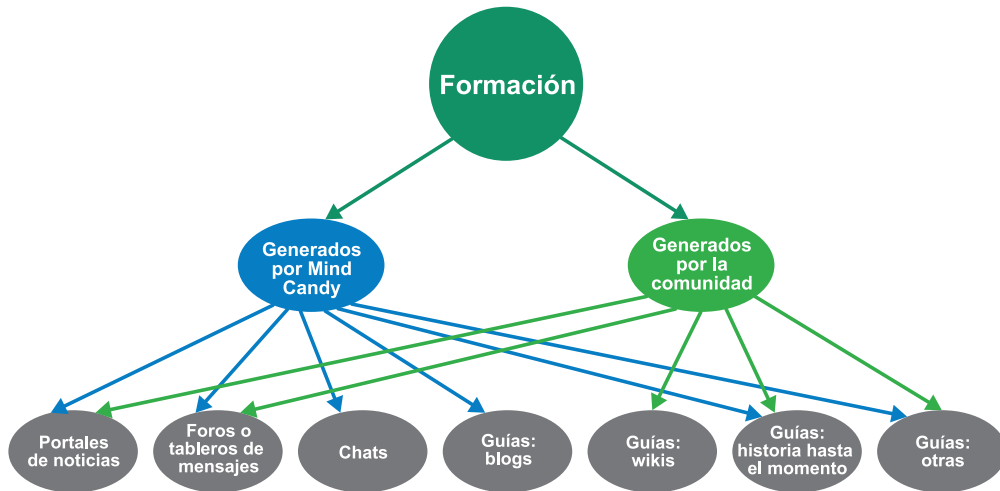 Formación
Generados
por Mind
Candy
Generados
por la
comunidad
Portales
de noticias
Foros o
tableros de
mensajes
Chats
Guías:
blogs
Guías:
wikis
Guías:
historia hasta
el momento
Guías:
otras